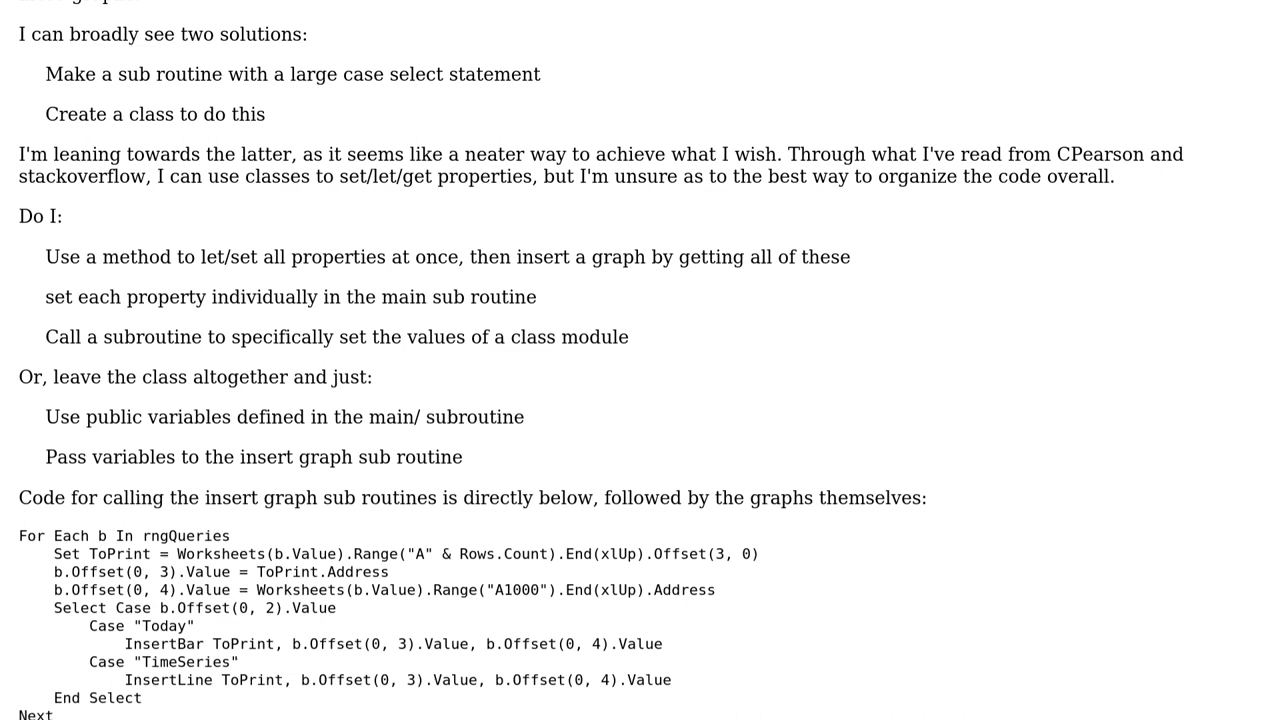 I can broadly see two solutions:
Make a sub routine with a large case select statement
Create a class to do this
I'm leaning towards the latter, as it seems like a neater way to achieve what I wish. Through what I've read from CPearson and
stackoverflow, I can use classes to set/let/get properties, but I'm unsure as to the best way to organize the code overall.
Do I:
Use a method to let/set all properties at once, then insert a graph by getting all of these
set each property individually in the main sub routine
Call a subroutine to specifically set the values of a class module
Or, leave the class altogether and just:
Use public variables defined in the main/ subroutine
Pass variables to the insert graph sub routine
Code for calling the insert graph sub routines is directly below, followed by the graphs themselves:
For Each b In rngQueries
    Set ToPrint = Worksheets(b.Value).Range("A" & Rows.Count).End(xlUp).Offset(3, 0)
    b.Offset(0, 3).Value = ToPrint.Address
    b.Offset(0, 4).Value = Worksheets(b.Value).Range("A1000").End(xlUp).Address
    Select Case b.Offset(0, 2).Value
        Case "Today"
            InsertBar ToPrint, b.Offset(0, 3).Value, b.Offset(0, 4).Value
        Case "TimeSeries"
            InsertLine ToPrint, b.Offset(0, 3).Value, b.Offset(0, 4).Value
    End Select
Next